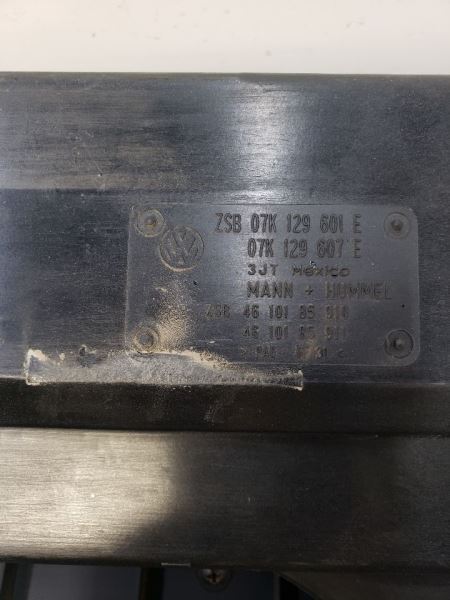 ZSB 07K 129 601 E
07K 129 607 E
3JT Mexico
MANN + HUMMEL
ZSB 46 101 85 910
46 101 85 911